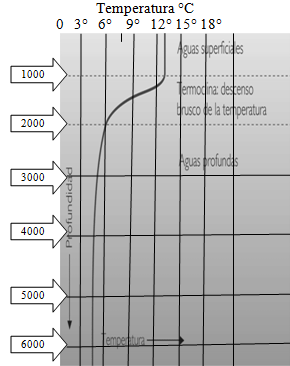 Temperatura °C
0 3° 6° 9° 12° 15° 18°
Aguas superficiales
1000
Termoclina: descenso
brusco de la temperatura
2000
Aguas profundas
3000
Profundidad
4000
5000
6000
Temperatura